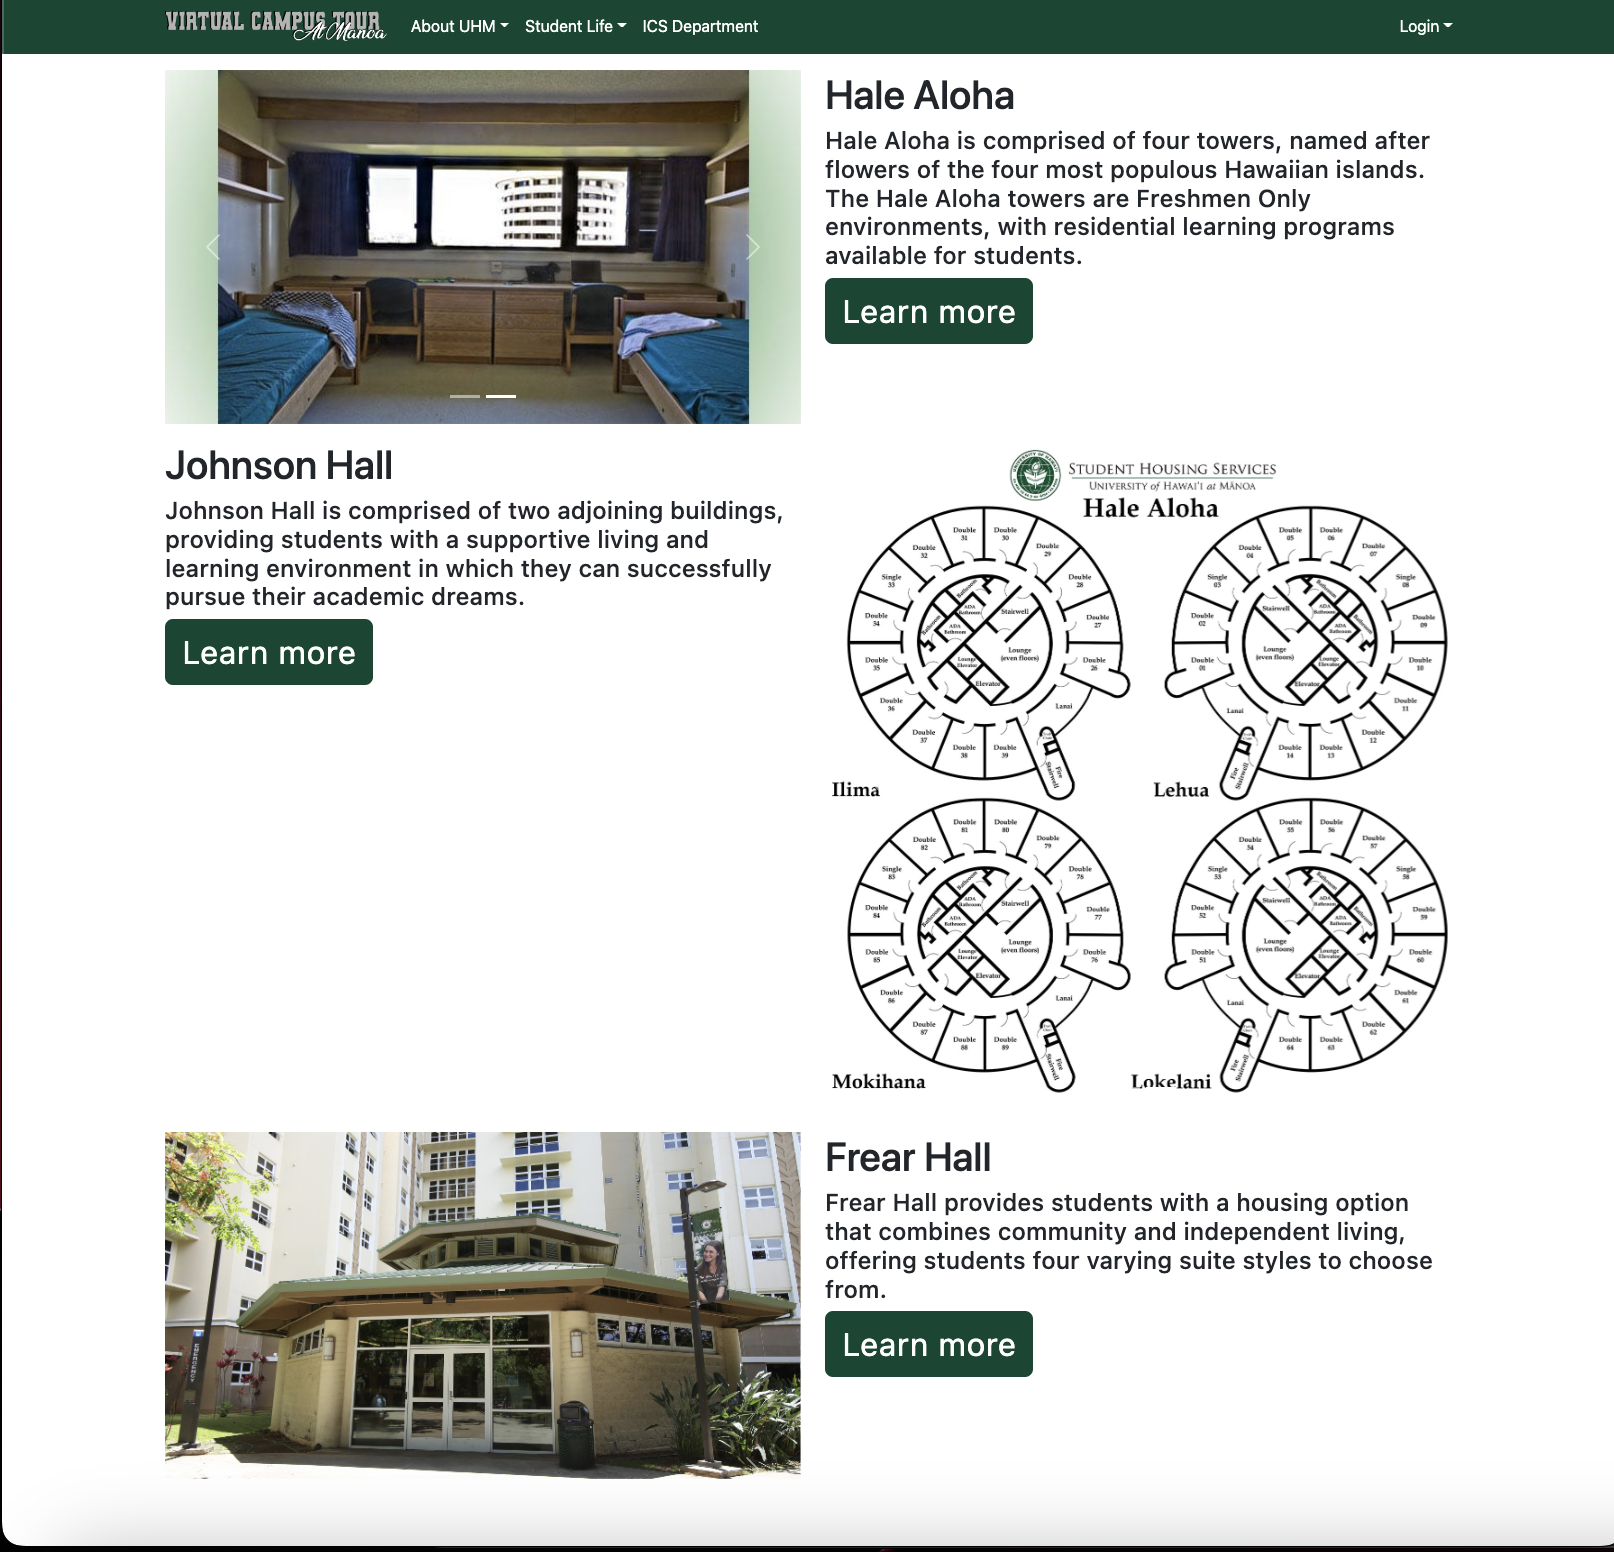 VIRTUAL CAMPUS TOUR
At Manoa
About UHM
Student Life
ICS Department
Login
Hale Aloha
Hale Aloha is comprised of four towers, named after
flowers of the four most populous Hawaiian islands.
The Hale Aloha towers are Freshmen Only
environments, with residential learning programs
available for students.
Learn more
Johnson Hall
Johnson Hall is comprised of two adjoining buildings,
providing students with a supportive living and
learning environment in which they can successfully
pursue their academic dreams.
Learn more
STUDENT HOUSING SERVICES
UNIVERSITY of HAWAI'I at MĀNOA
Hale Aloha
Double 31
Double 30
Double 32
Double 29
Single 33
Double 28
Double 34
Double 27
Double 35
Double 26
Double 36
Double 37
Double 38
Double 39
Bathroom
ADA Bathroom
Bathroom
ADA Bathroom
Stairwell
Lounge (even floors)
Lounge Elevator
Elevator
Lanai
Fire Stairwell
Ilima
Double 05
Double 06
Double 04
Double 07
Single 03
Single 08
Double 02
Double 09
Double 01
Double 10
Double 11
Double 12
Double 14
Double 13
Stairwell
Bathroom
ADA Bathroom
ADA Bathroom
Bathroom
Lounge (even floors)
Lounge Elevator
Elevator
Lanai
Fire Stairwell
Lehua
Double 81
Double 80
Double 82
Double 79
Single 83
Double 78
Double 84
Double 77
Double 85
Double 76
Double 86
Double 87
Double 88
Double 89
Bathroom
ADA Bathroom
Bathroom
ADA Bathroom
Stairwell
Lounge (even floors)
Lounge Elevator
Elevator
Lanai
Fire Stairwell
Mokihana
Double 55
Double 56
Double 54
Double 57
Single 53
Single 58
Double 52
Double 59
Double 51
Double 60
Double 61
Double 62
Double 64
Double 63
Stairwell
Bathroom
ADA Bathroom
ADA Bathroom
Bathroom
Lounge (even floors)
Lounge Elevator
Elevator
Lanai
Fire Stairwell
Lokelani
Frear Hall
Frear Hall provides students with a housing option
that combines community and independent living,
offering students four varying suite styles to choose
from.
Learn more